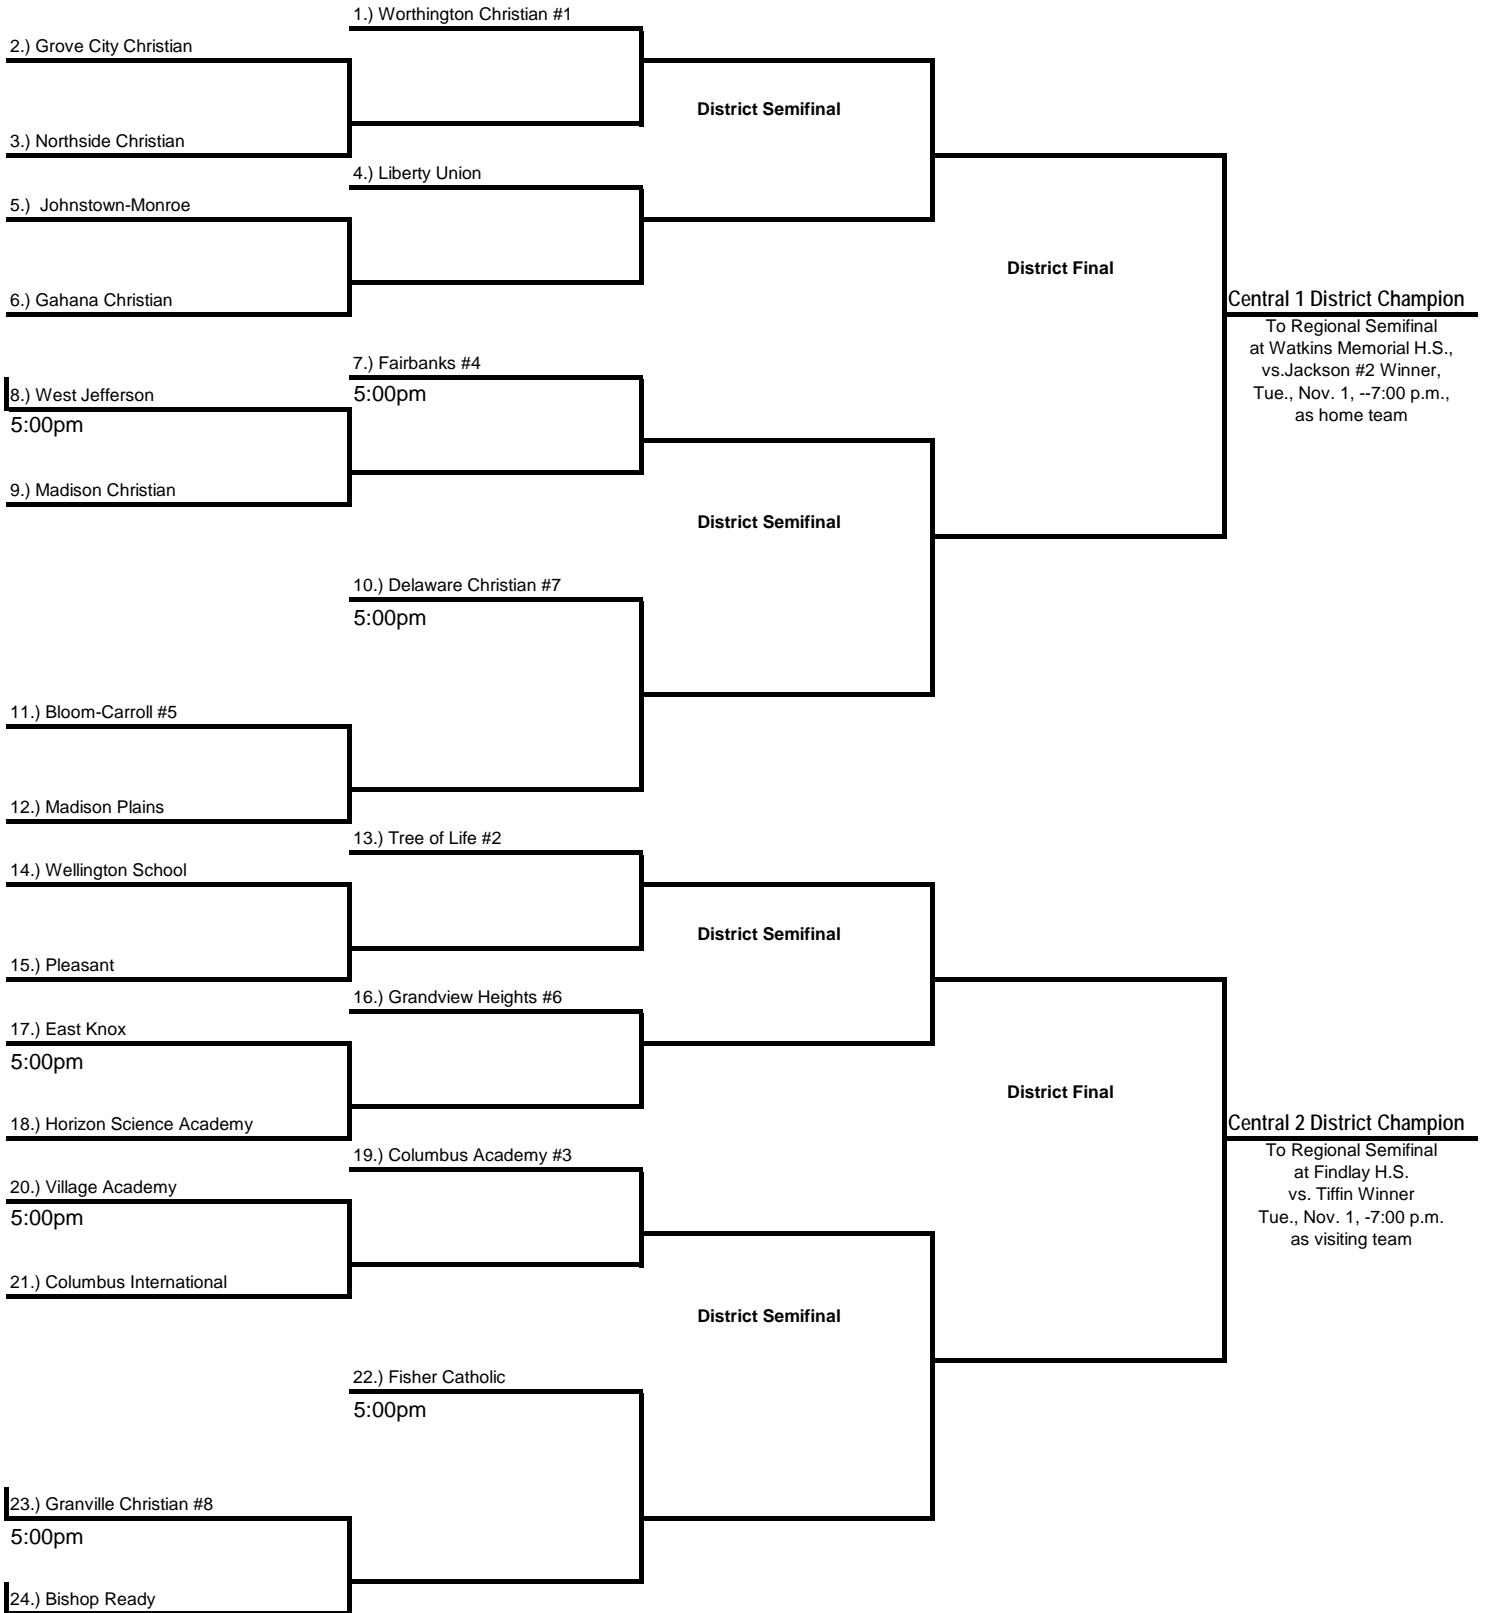 1.) Worthington Christian #1
2.) Grove City Christian
District Semifinal
3.) Northside Christian
4.) Liberty Union
5.)  Johnstown-Monroe
District Final
6.) Gahana Christian
Central 1 District Champion
To Regional Semifinal
at Watkins Memorial H.S.,
vs.Jackson #2 Winner,
Tue., Nov. 1, --7:00 p.m.,
as home team
7.) Fairbanks #4
5:00pm
8.) West Jefferson
5:00pm
9.) Madison Christian
District Semifinal
10.) Delaware Christian #7
5:00pm
11.) Bloom-Carroll #5
12.) Madison Plains
13.) Tree of Life #2
14.) Wellington School
District Semifinal
15.) Pleasant
16.) Grandview Heights #6
17.) East Knox
5:00pm
District Final
18.) Horizon Science Academy
Central 2 District Champion
To Regional Semifinal
at Findlay H.S.
vs. Tiffin Winner
Tue., Nov. 1, -7:00 p.m.
as visiting team
19.) Columbus Academy #3
20.) Village Academy
5:00pm
21.) Columbus International
District Semifinal
22.) Fisher Catholic
5:00pm
23.) Granville Christian #8
5:00pm
24.) Bishop Ready